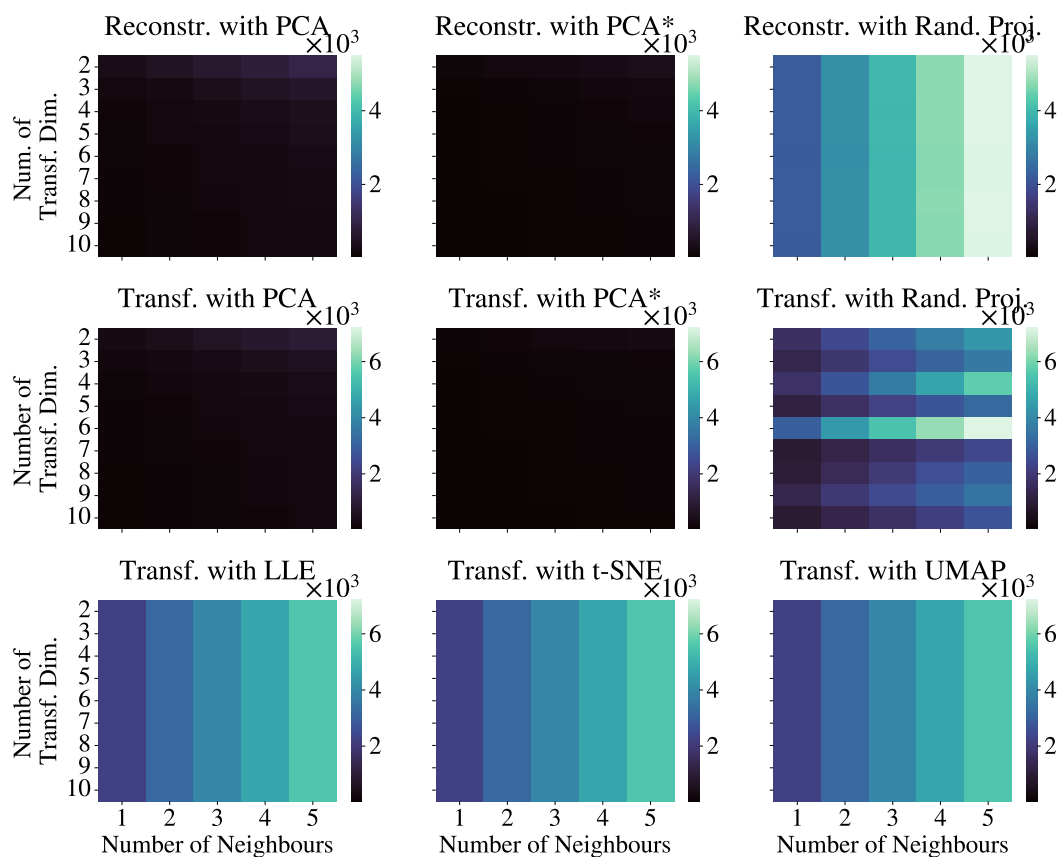 Reconstr. with PCA
×10³
Reconstr. with PCA*
×10³
Reconstr. with Rand. Proj.
×10³
Num. of
Transf. Dim.
2
3
4
5
6
7
8
9
10
4
2
4
2
4
2
Transf. with PCA
×10³
Transf. with PCA*
×10³
Transf. with Rand. Proj.
×10³
Number of
Transf. Dim.
2
3
4
5
6
7
8
9
10
6
4
2
6
4
2
6
4
2
Transf. with LLE
×10³
Transf. with t-SNE
×10³
Transf. with UMAP
×10³
Number of
Transf. Dim.
2
3
4
5
6
7
8
9
10
6
4
2
6
4
2
6
4
2
1 2 3 4 5
Number of Neighbours
1 2 3 4 5
Number of Neighbours
1 2 3 4 5
Number of Neighbours